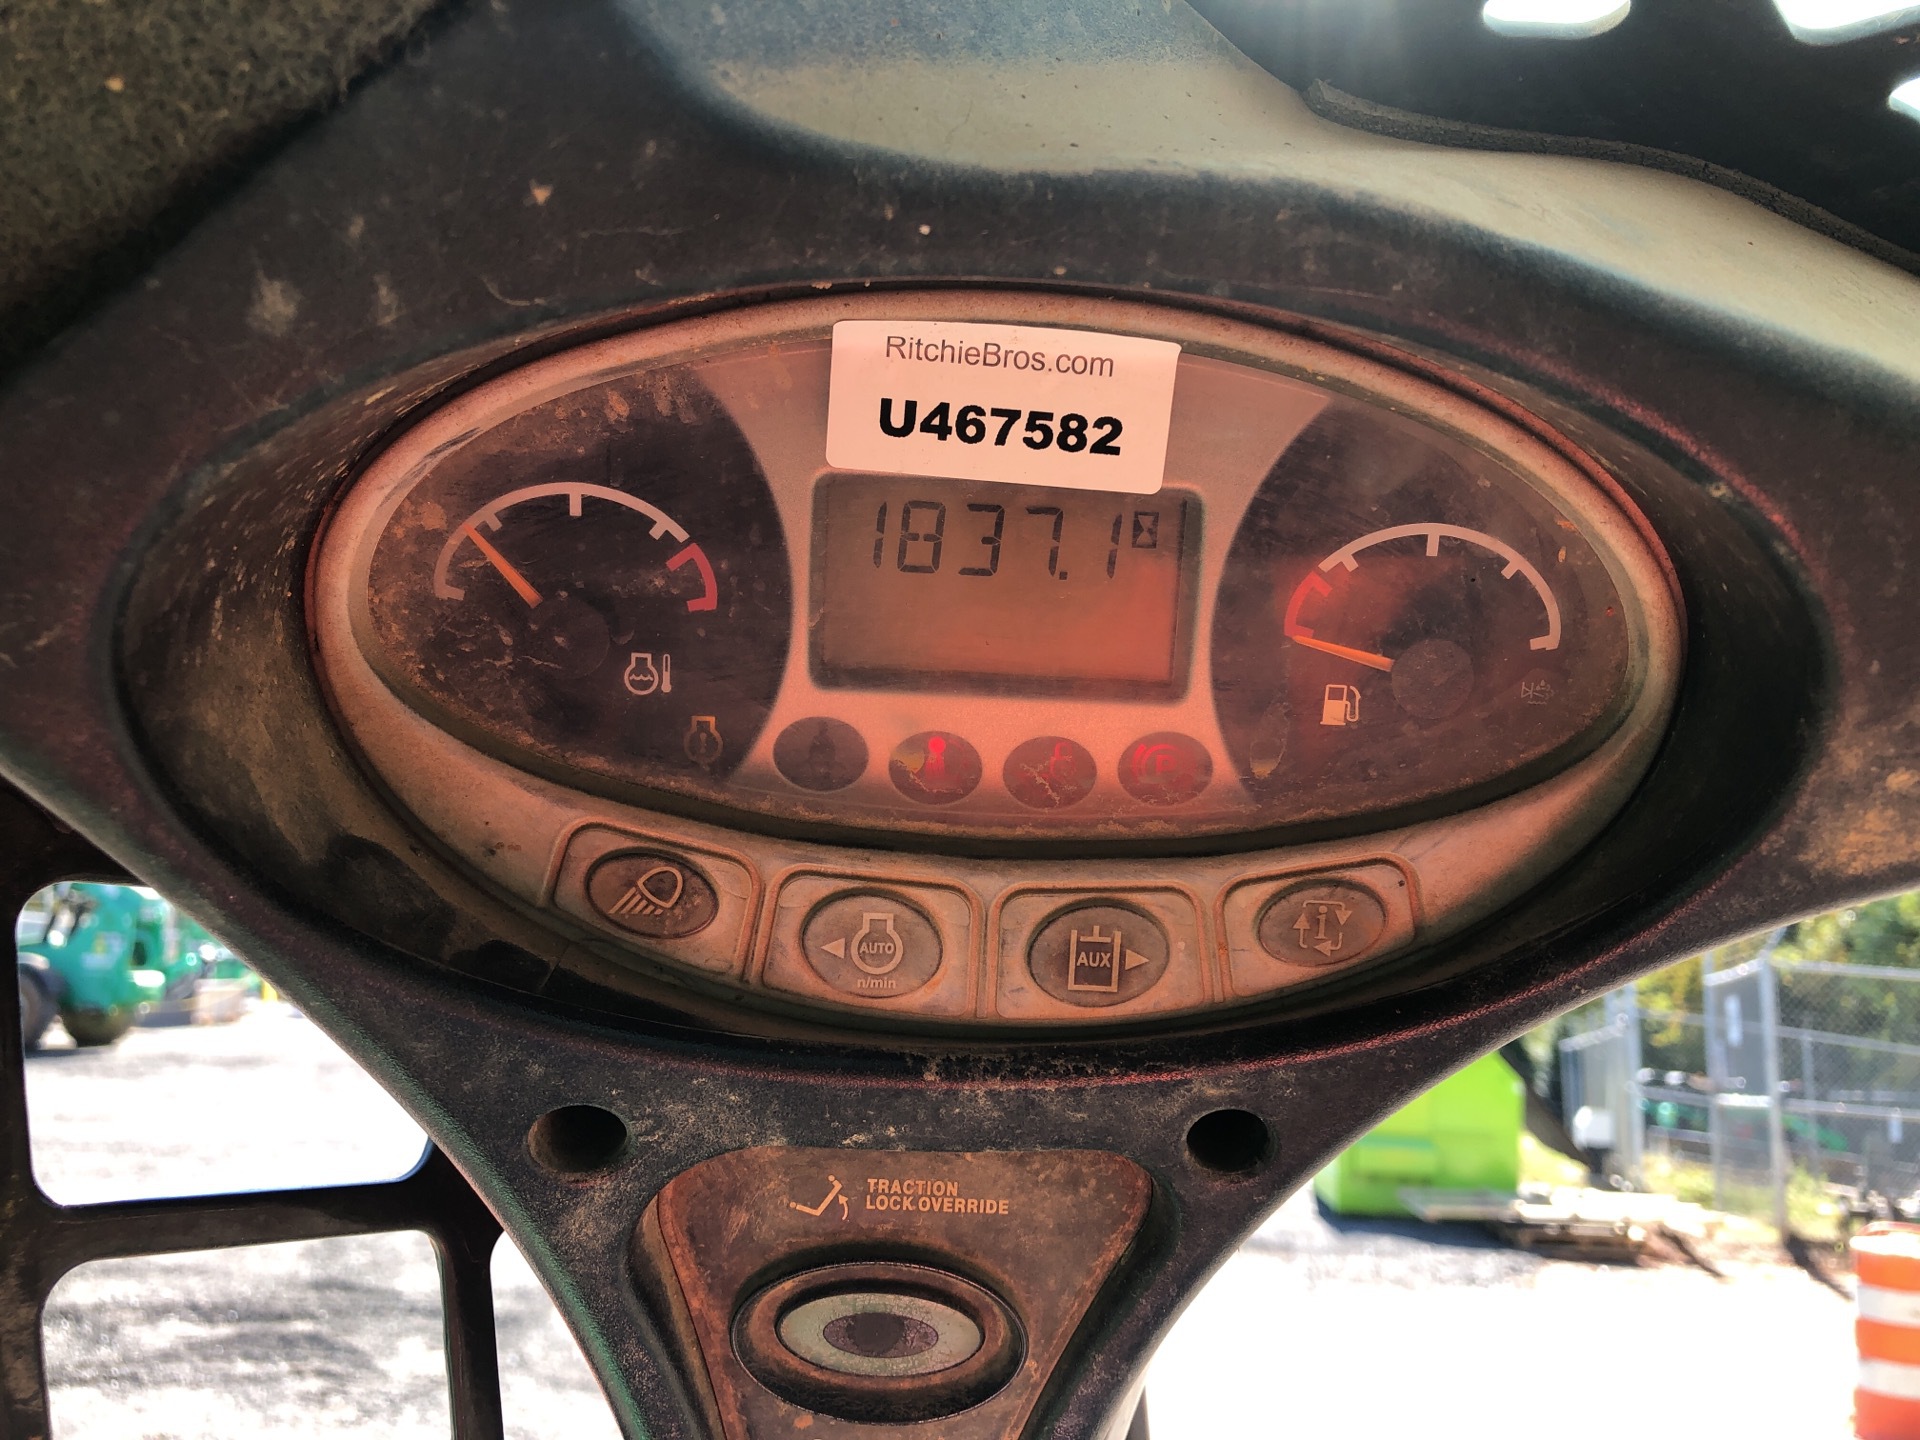 RitchieBros.com
U467582
1837.1
P
AUTO
n/min
AUX
i
TRACTION
LOCK OVERRIDE